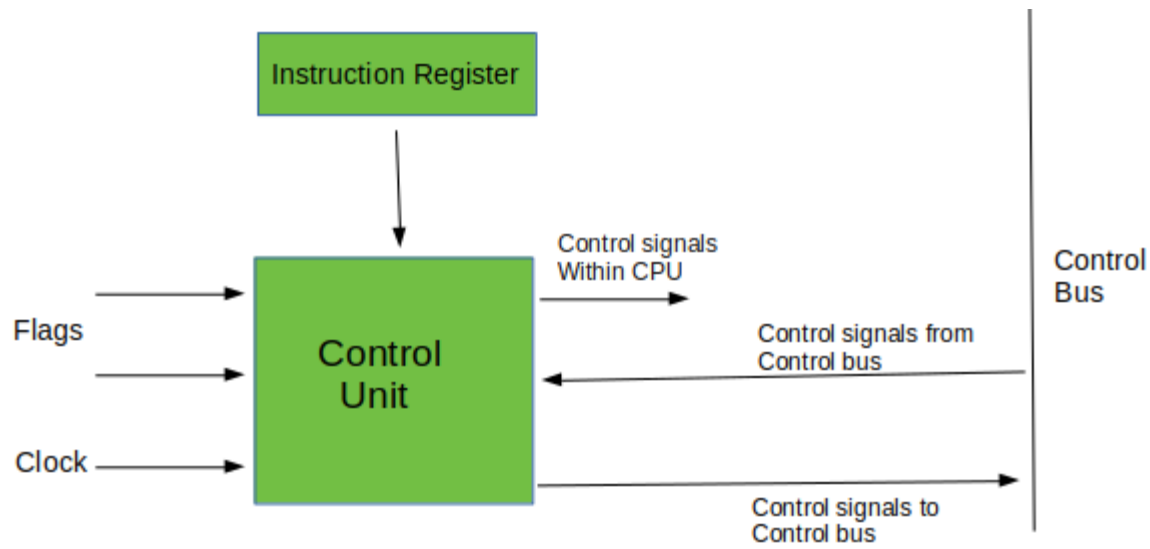 Instruction Register
Control signals
Within CPU
Control
Bus
Flags
Control
Unit
Control signals from
Control bus
Clock
Control signals to
Control bus